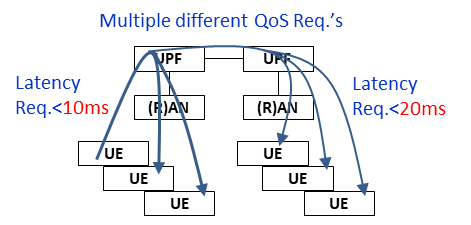 Multiple different QoS Req.'s
UPF UPF
Latency
Req.<10ms
Latency
Req.<20ms
(R)AN (R)AN
UE UE
UE UE
UE UE